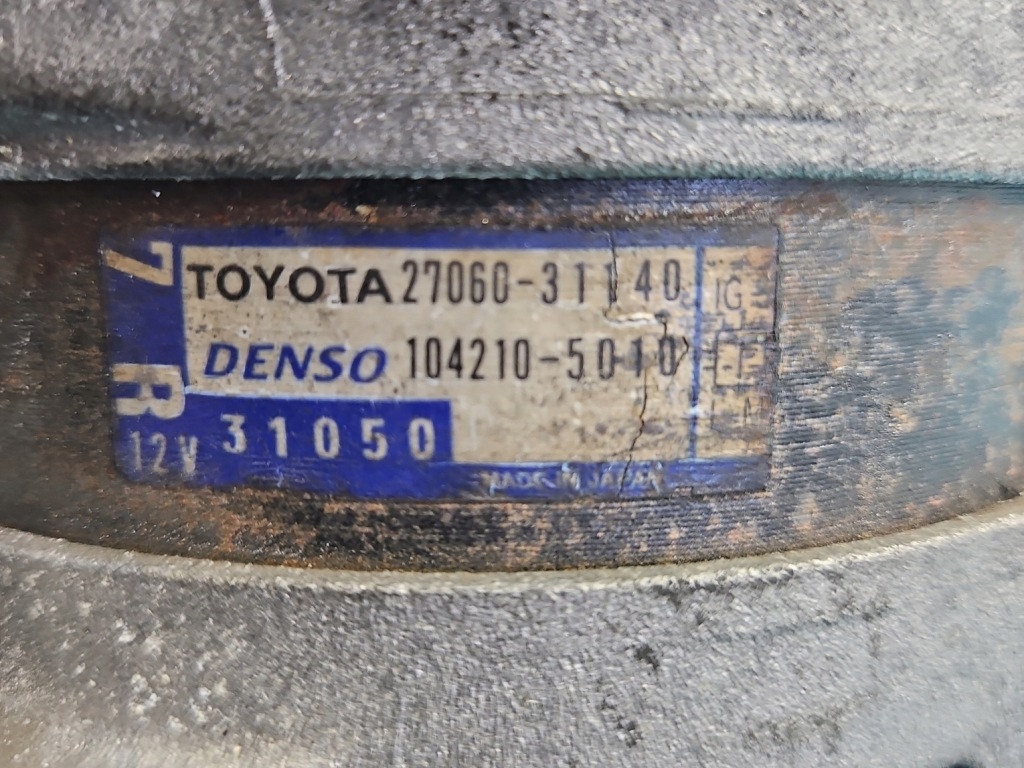 7 R
TOYOTA 27060-31140 IG
DENSO 104210-5010
12V 31050
MADE IN JAPAN